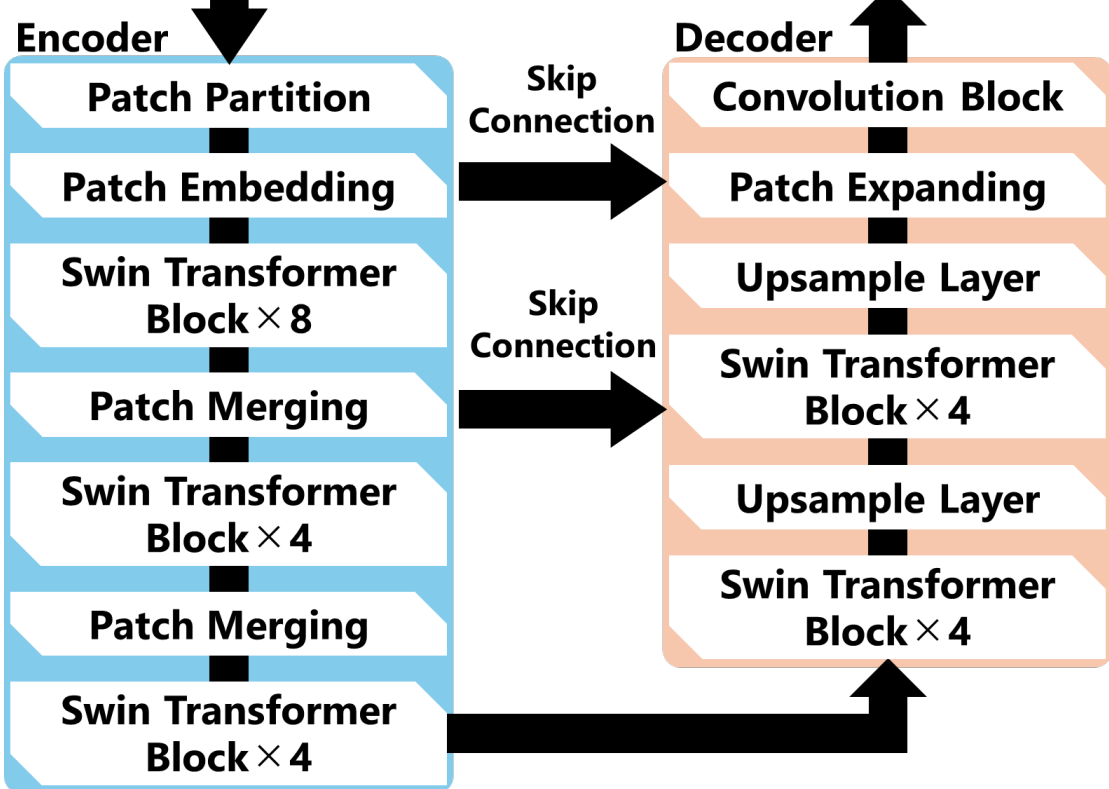 Encoder
Patch Partition
Patch Embedding
Swin Transformer
Block×8
Patch Merging
Swin Transformer
Block×4
Patch Merging
Swin Transformer
Block×4
Skip
Connection
Skip
Connection
Decoder
Convolution Block
Patch Expanding
Upsample Layer
Swin Transformer
Block×4
Upsample Layer
Swin Transformer
Block×4